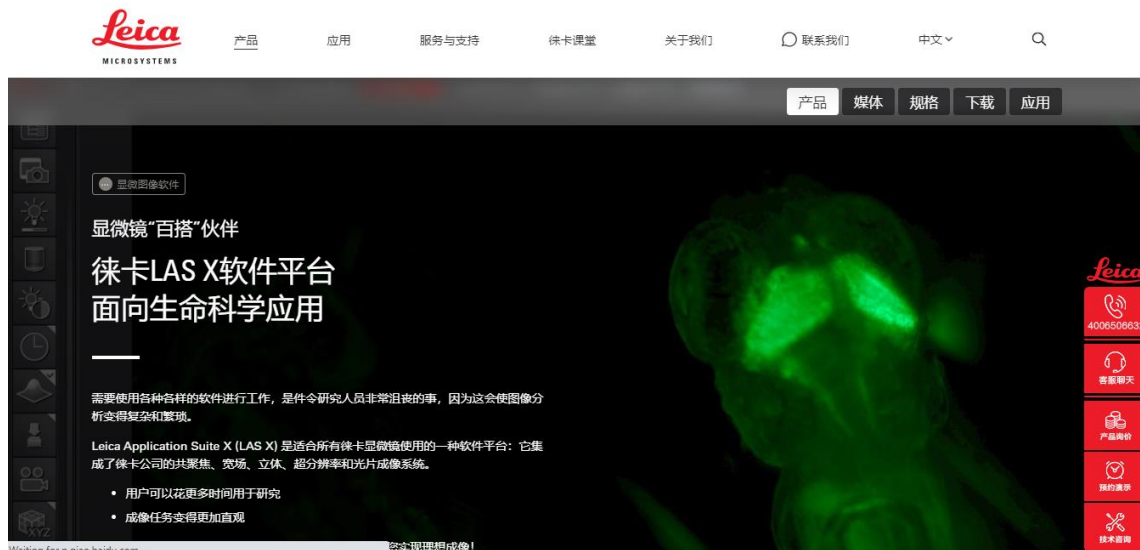 Leica
MICROSYSTEMS
产品
应用
服务与支持
徕卡课堂
关于我们
联系我们
中文
产品
媒体
规格
下载
应用
显微图像软件
显微镜“百搭”伙伴
徕卡LAS X软件平台
面向生命科学应用
需要使用各种各样的软件进行工作，是件令研究人员非常沮丧的事，因为这会使图像分
析变得复杂和繁琐。
Leica Application Suite X (LAS X) 是适合所有徕卡显微镜使用的一种软件平台：它集
成了徕卡公司的共聚焦、宽场、立体、超分辨率和光片成像系统。
• 用户可以花更多时间用于研究
• 成像任务变得更加直观
实现理想成像！
Leica
400650663
客服聊天
产品询价
预约演示
技术咨询
XYZ